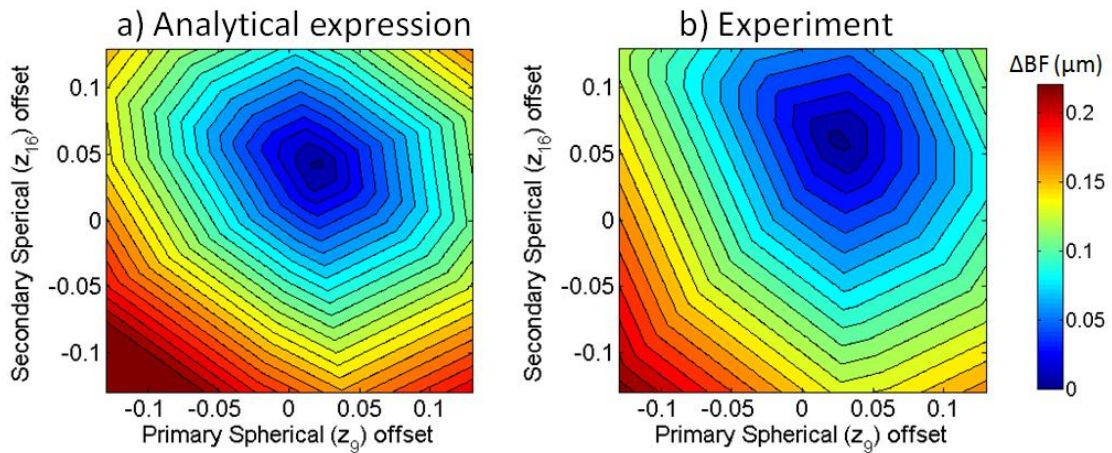 a) Analytical expression
b) Experiment
ΔBF (μm)
0.1
0.05
0
-0.05
-0.1
Secondary Sperical (z16) offset
-0.1 -0.05 0 0.05 0.1
Primary Spherical (z9) offset
0.1
0.05
0
-0.05
-0.1
Secondary Sperical (z16) offset
-0.1 -0.05 0 0.05 0.1
Primary Spherical (z9) offset
0.2
0.15
0.1
0.05
0